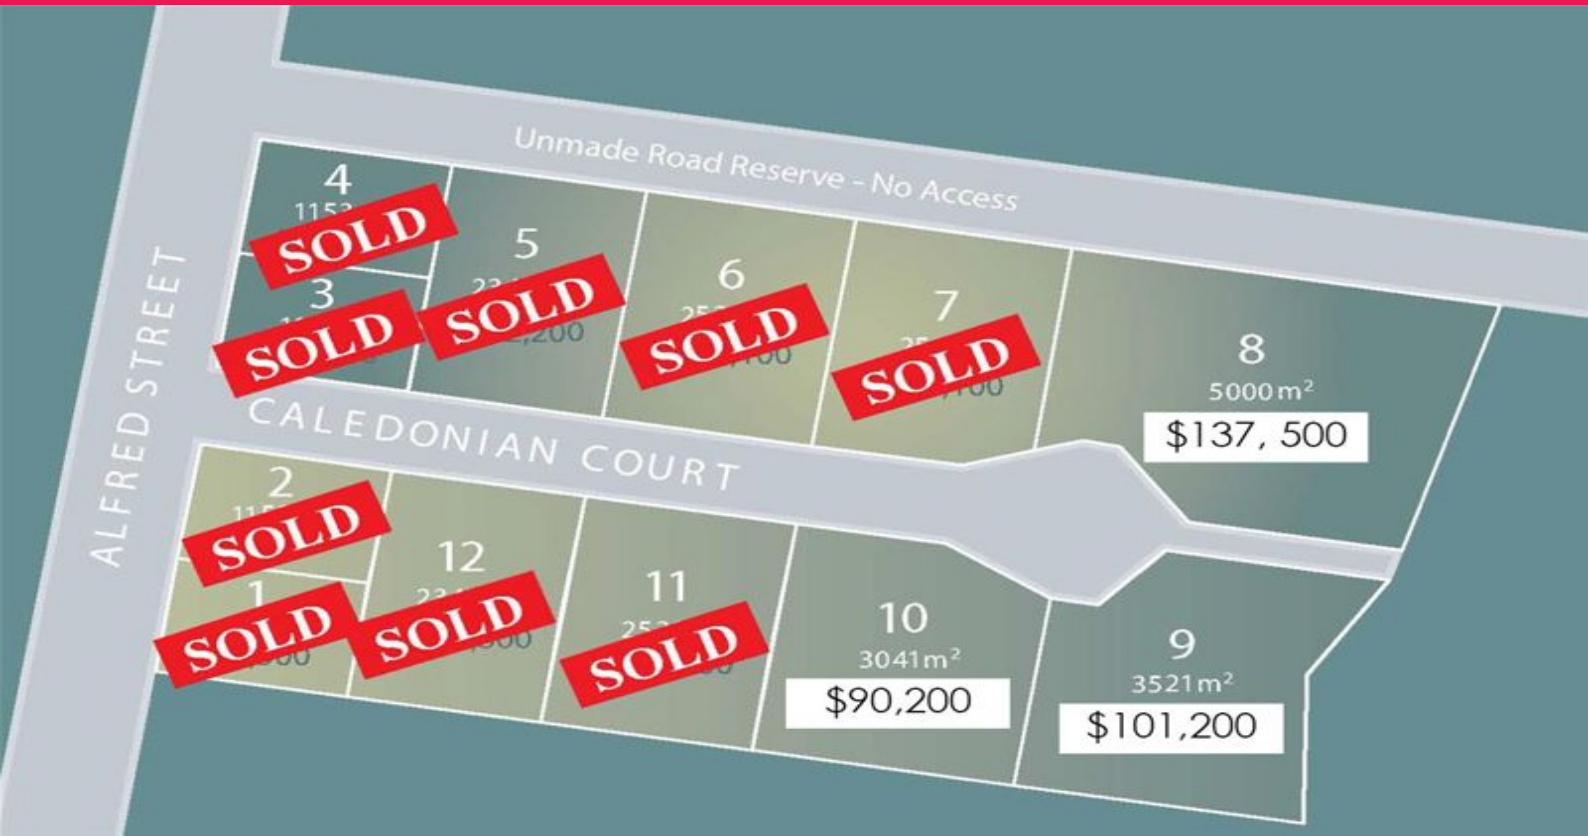 Unmade Road Reserve - No Access
ALFRED STREET
4
SOLD
3
SOLD
5
SOLD
6
SOLD
7
SOLD
8
5000m²
$137, 500
CALEDONIAN COURT
2
SOLD
1
SOLD
12
SOLD
11
SOLD
10
3041m²
$90,200
9
3521m²
$101,200